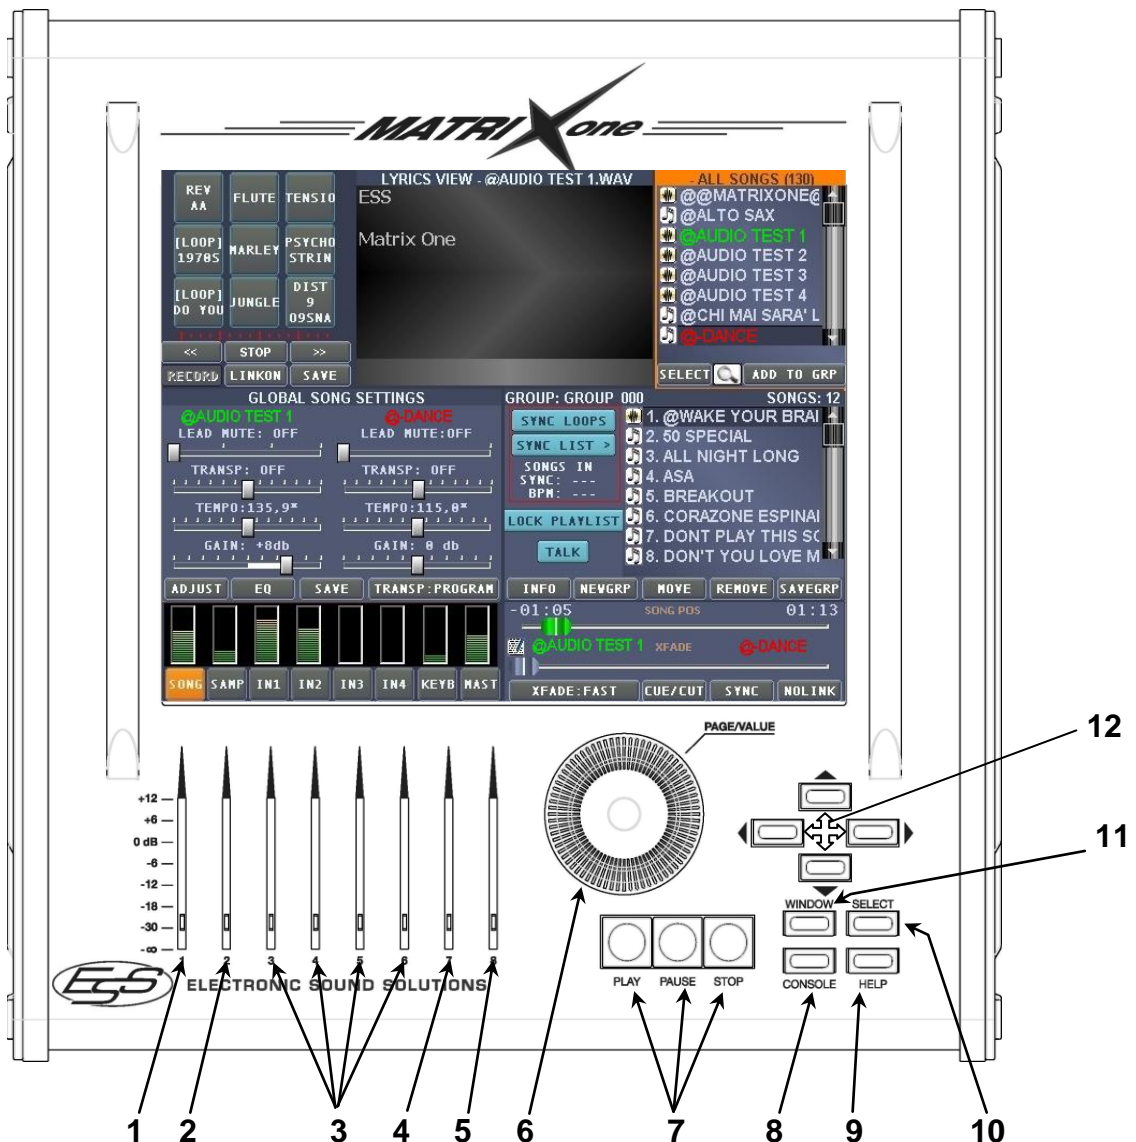 MATRIX one
REV AA
FLUTE
TENSIO
[LOOP] 1970S
MARLEY
PSYCHO STRIN
[LOOP] DO YOU
JUNGLE
DIST 9 09SNA
<< STOP >>
RECORD LINKON SAVE
LYRICS VIEW - @AUDIO TEST 1.WAV
ESS
Matrix One
- ALL SONGS (130)
@@MATRIXONE@
@ALTO SAX
@AUDIO TEST 1
@AUDIO TEST 2
@AUDIO TEST 3
@AUDIO TEST 4
@CHI MAI SARA' L
@-DANCE
SELECT ADD TO GRP
GLOBAL SONG SETTINGS
@AUDIO TEST 1 @-DANCE
LEAD MUTE: OFF LEAD MUTE:OFF
TRANSP: OFF TRANSP: OFF
TEMPO:135,9* TEMPO:115,0*
GAIN: +8db GAIN: 0 db
ADJUST EQ SAVE TRANSP:PROGRAM
GROUP: GROUP 000 SONGS: 12
SYNC LOOPS
SYNC LIST >
SONGS IN
SYNC: ---
BPM: ---
LOCK PLAYLIST
TALK
1. @WAKE YOUR BRAI
2. 50 SPECIAL
3. ALL NIGHT LONG
4. ASA
5. BREAKOUT
6. CORAZONE ESPINAI
7. DONT PLAY THIS SO
8. DON'T YOU LOVE M
INFO NEWGRP MOVE REMOVE SAVEGRP
-01:05 SONG POS 01:13
@AUDIO TEST 1 XFADE @-DANCE
XFADE:FAST CUE/CUT SYNC NOLINK
SONG SAMP IN1 IN2 IN3 IN4 KEYB MAST
PAGE/VALUE
12
11
+12
+6
0 dB
-6
-12
-18
-30
-∞
1 2 3 4 5 6 7 8
ESS ELECTRONIC SOUND SOLUTIONS
PLAY PAUSE STOP
WINDOW SELECT
CONSOLE HELP
1 2 3 4 5 6 7 8 9 10